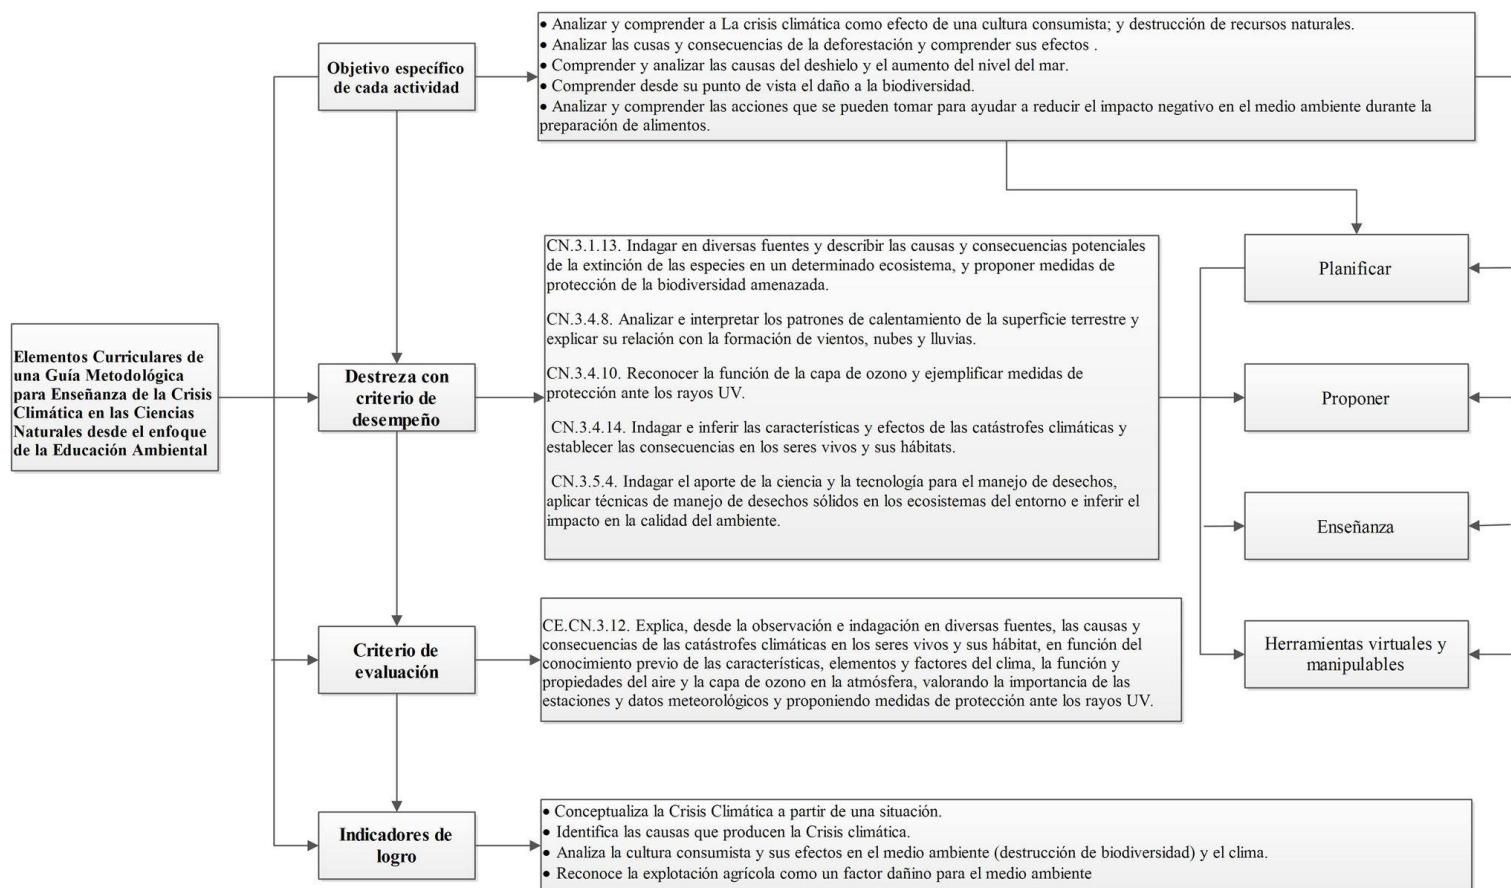 ● Analizar y comprender a La crisis climática como efecto de una cultura consumista; y destrucción de recursos naturales.
● Analizar las cusas y consecuencias de la deforestación y comprender sus efectos .
● Comprender y analizar las causas del deshielo y el aumento del nivel del mar.
● Comprender desde su punto de vista el daño a la biodiversidad.
● Analizar y comprender las acciones que se pueden tomar para ayudar a reducir el impacto negativo en el medio ambiente durante la
preparación de alimentos.
Objetivo específico
de cada actividad
CN.3.1.13. Indagar en diversas fuentes y describir las causas y consecuencias potenciales
de la extinción de las especies en un determinado ecosistema, y proponer medidas de
protección de la biodiversidad amenazada.
CN.3.4.8. Analizar e interpretar los patrones de calentamiento de la superficie terrestre y
explicar su relación con la formación de vientos, nubes y lluvias.
CN.3.4.10. Reconocer la función de la capa de ozono y ejemplificar medidas de
protección ante los rayos UV.
CN.3.4.14. Indagar e inferir las características y efectos de las catástrofes climáticas y
establecer las consecuencias en los seres vivos y sus hábitats.
CN.3.5.4. Indagar el aporte de la ciencia y la tecnología para el manejo de desechos,
aplicar técnicas de manejo de desechos sólidos en los ecosistemas del entorno e inferir el
impacto en la calidad del ambiente.
Planificar
Elementos Curriculares de
una Guía Metodológica
para Enseñanza de la Crisis
Climática en las Ciencias
Naturales desde el enfoque
de la Educación Ambiental
Destreza con
criterio de
desempeño
Proponer
Enseñanza
Criterio de
evaluación
CE.CN.3.12. Explica, desde la observación e indagación en diversas fuentes, las causas y
consecuencias de las catástrofes climáticas en los seres vivos y sus hábitat, en función del
conocimiento previo de las características, elementos y factores del clima, la función y
propiedades del aire y la capa de ozono en la atmósfera, valorando la importancia de las
estaciones y datos meteorológicos y proponiendo medidas de protección ante los rayos UV.
Herramientas virtuales y
manipulables
Indicadores de
logro
● Conceptualiza la Crisis Climática a partir de una situación.
● Identifica las causas que producen la Crisis climática.
● Analiza la cultura consumista y sus efectos en el medio ambiente (destrucción de biodiversidad) y el clima.
● Reconoce la explotación agrícola como un factor dañino para el medio ambiente